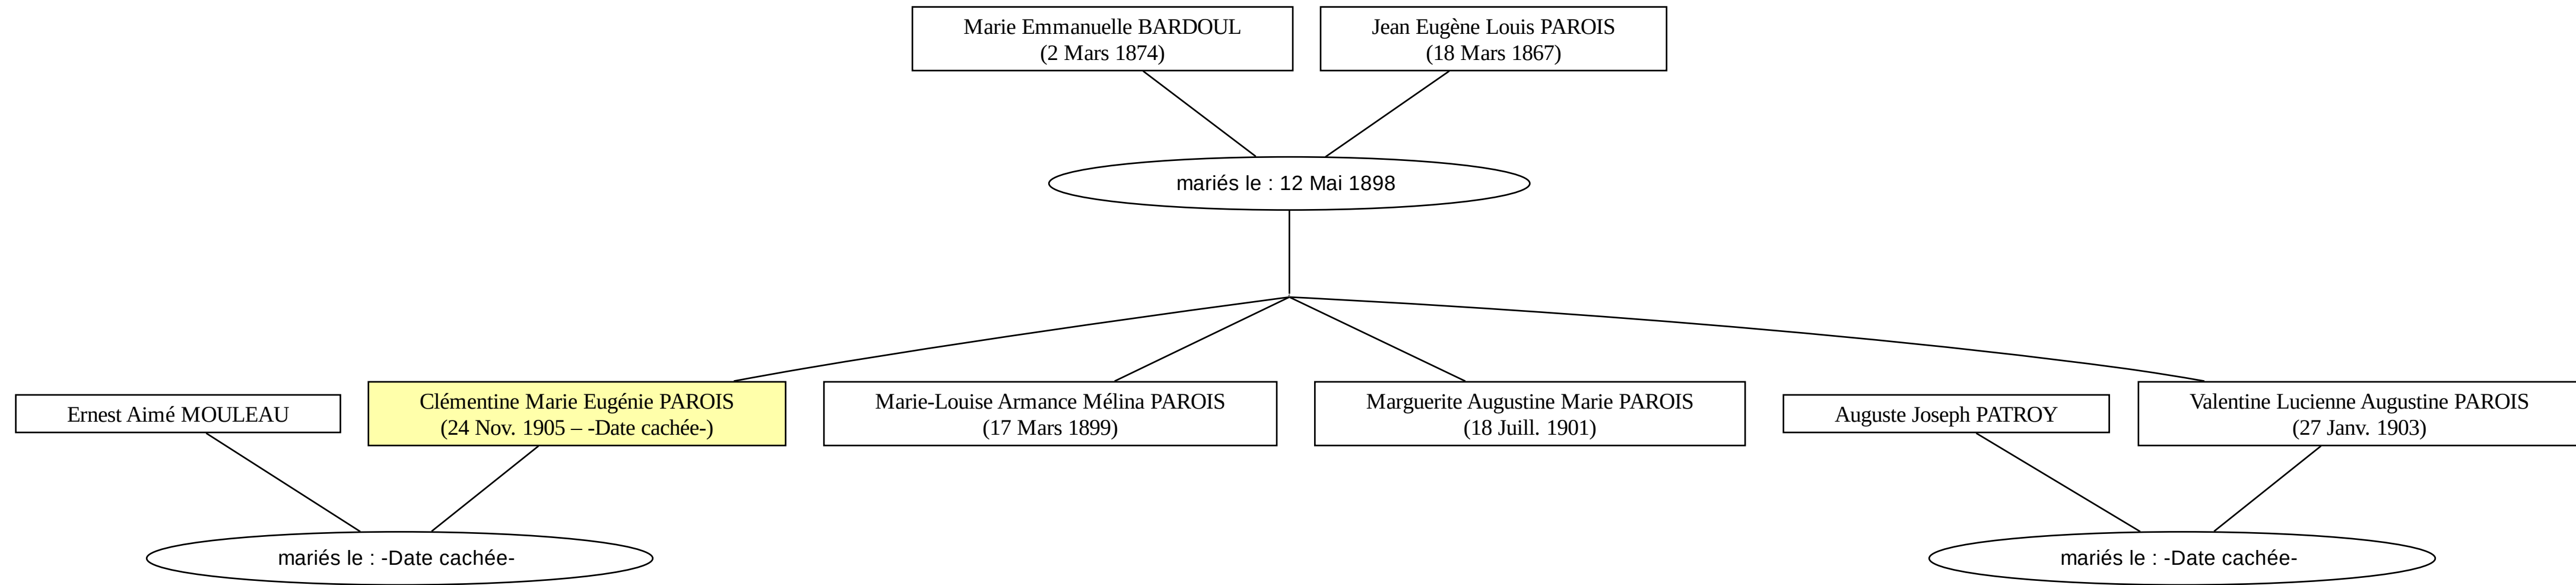 Marie Emmanuelle BARDOUL
(2 Mars 1874)
Jean Eugène Louis PAROIS
(18 Mars 1867)
mariés le : 12 Mai 1898
Ernest Aimé MOULEAU
Clémentine Marie Eugénie PAROIS
(24 Nov. 1905 – -Date cachée-)
Marie-Louise Armance Mélina PAROIS
(17 Mars 1899)
Marguerite Augustine Marie PAROIS
(18 Juill. 1901)
Auguste Joseph PATROY
Valentine Lucienne Augustine PAROIS
(27 Janv. 1903)
mariés le : -Date cachée-
mariés le : -Date cachée-